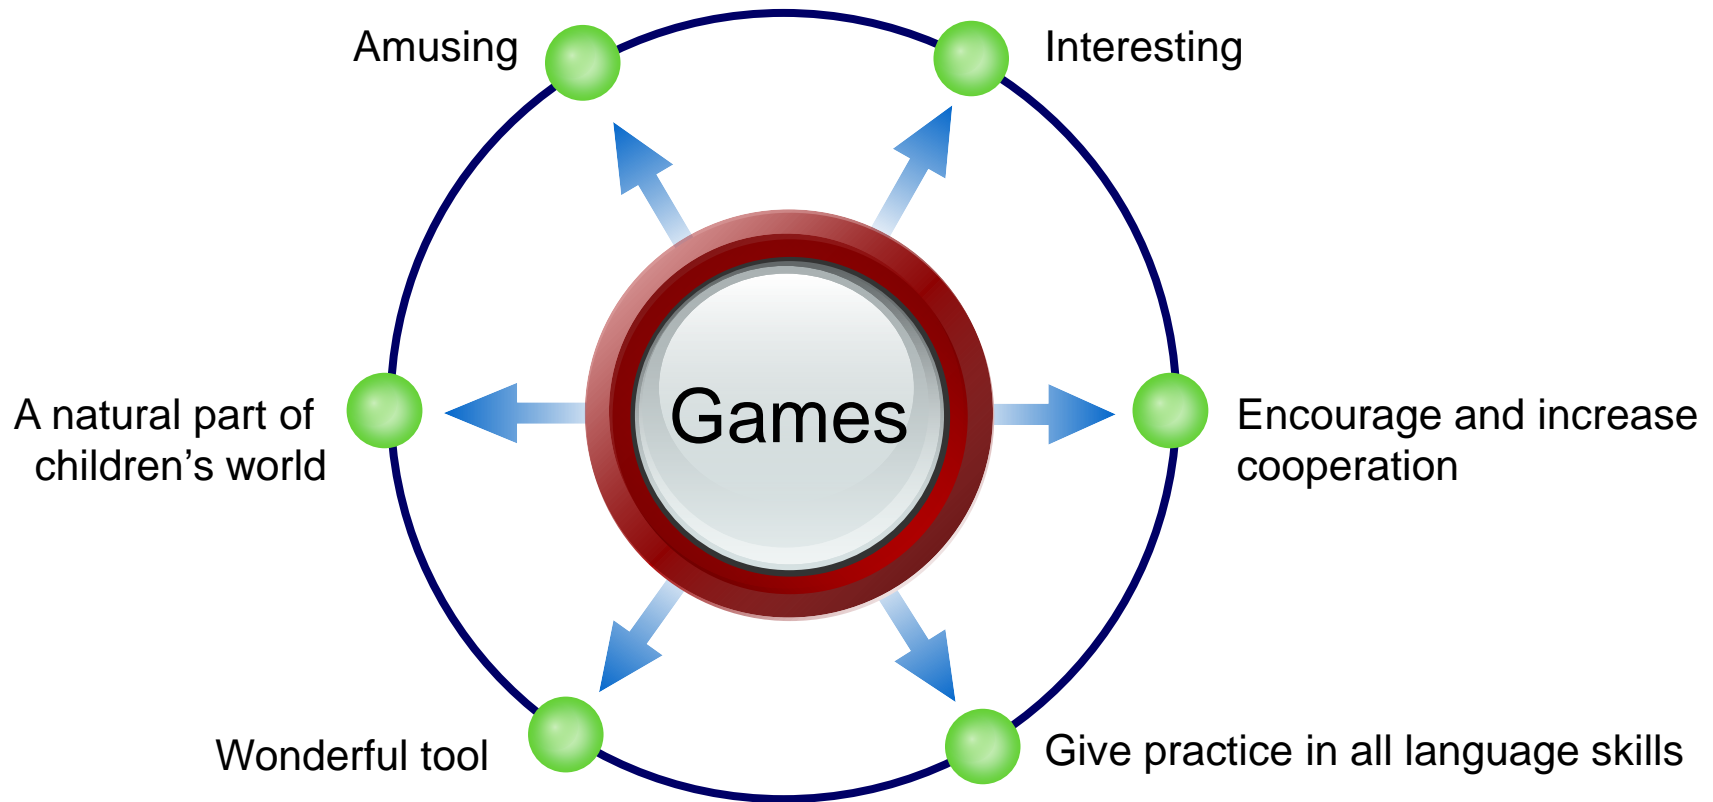 Amusing
Interesting
A natural part of
children’s world
Games
Encourage and increase
cooperation
Wonderful tool
Give practice in all language skills